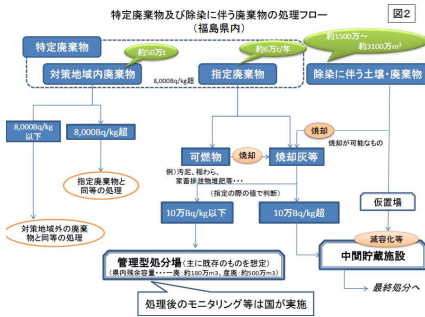 特定廃棄物及び除染に伴う廃棄物の処理フロー
（福島県内）
図2
特定廃棄物
約50万t
約6万t/年
約1500万～
約3100万m³
対策地域内廃棄物
8,000Bq/kg超
指定廃棄物
除染に伴う土壌・廃棄物
8,000Bq/kg
以下
8,000Bq/kg
超
焼却
焼却が可能なもの
可燃物
焼却
焼却灰等
例）汚泥、稲わら、
家畜排泄物堆肥等・・・
（指定の際の値で判断）
指定廃棄物と
同等の処理
仮置場
10万Bq/kg以下
10万Bq/kg超
対策地域外の廃棄
物と同等の処理
減容化等
中間貯蔵施設
管理型処分場（主に既存のものを想定）
（県内残余容量・・・一廃：約180万m3、産廃：約500万m3）
最終処分へ
処理後のモニタリング等は国が実施